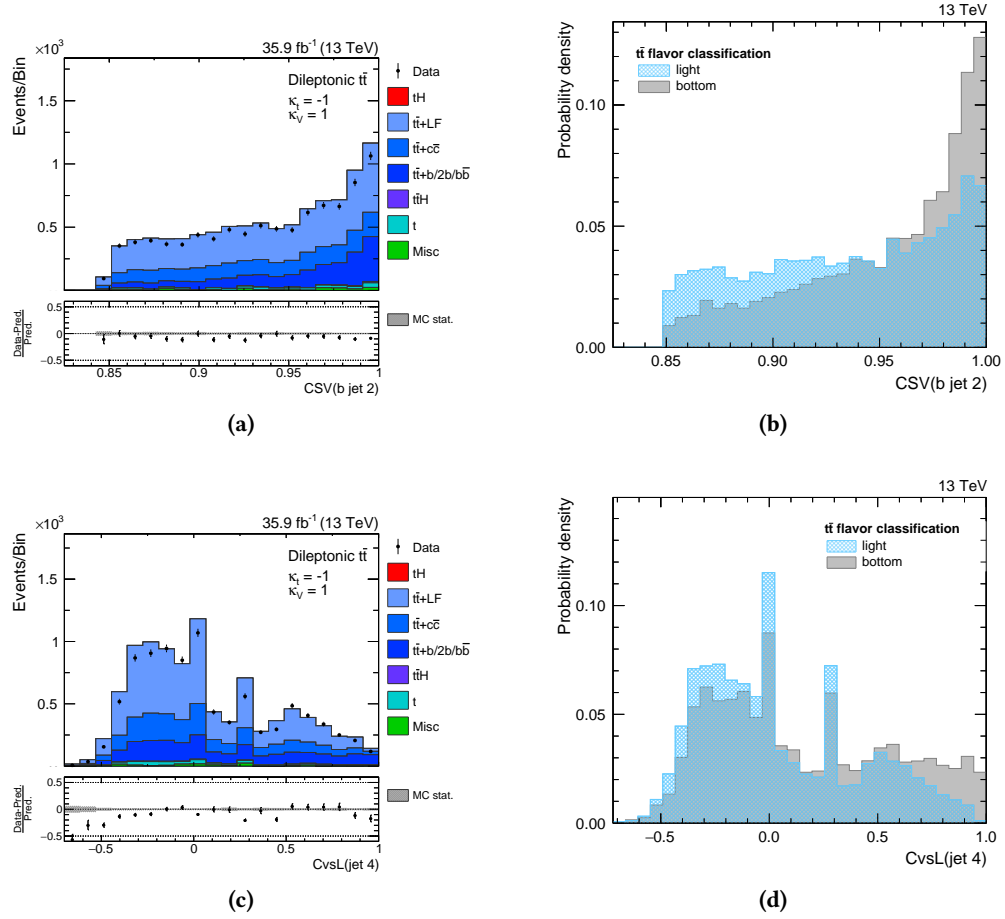 35.9 fb⁻¹ (13 TeV)
×10³
Events/Bin
1.5
1
0.5
Dileptonic tt̄
κt = -1
κV = 1
Data
tH
tt̄+LF
tt̄+cc̄
tt̄+b/2b/bb̄
tt̄H
t
Misc
Data-Pred.
Pred.
0.5
0
−0.5
MC stat.
0.85 0.9 0.95 1
CSV(b jet 2)
(a)
13 TeV
Probability density
tt̄ flavor classification
light
bottom
0.10
0.05
0.00
0.85 0.90 0.95 1.00
CSV(b jet 2)
(b)
35.9 fb⁻¹ (13 TeV)
×10³
Events/Bin
1.5
1
0.5
Dileptonic tt̄
κt = -1
κV = 1
Data
tH
tt̄+LF
tt̄+cc̄
tt̄+b/2b/bb̄
tt̄H
t
Misc
Data-Pred.
Pred.
0.5
0
−0.5
MC stat.
−0.5 0 0.5 1
CvsL(jet 4)
(c)
13 TeV
Probability density
tt̄ flavor classification
light
bottom
0.10
0.05
0.00
−0.5 0.0 0.5 1.0
CvsL(jet 4)
(d)